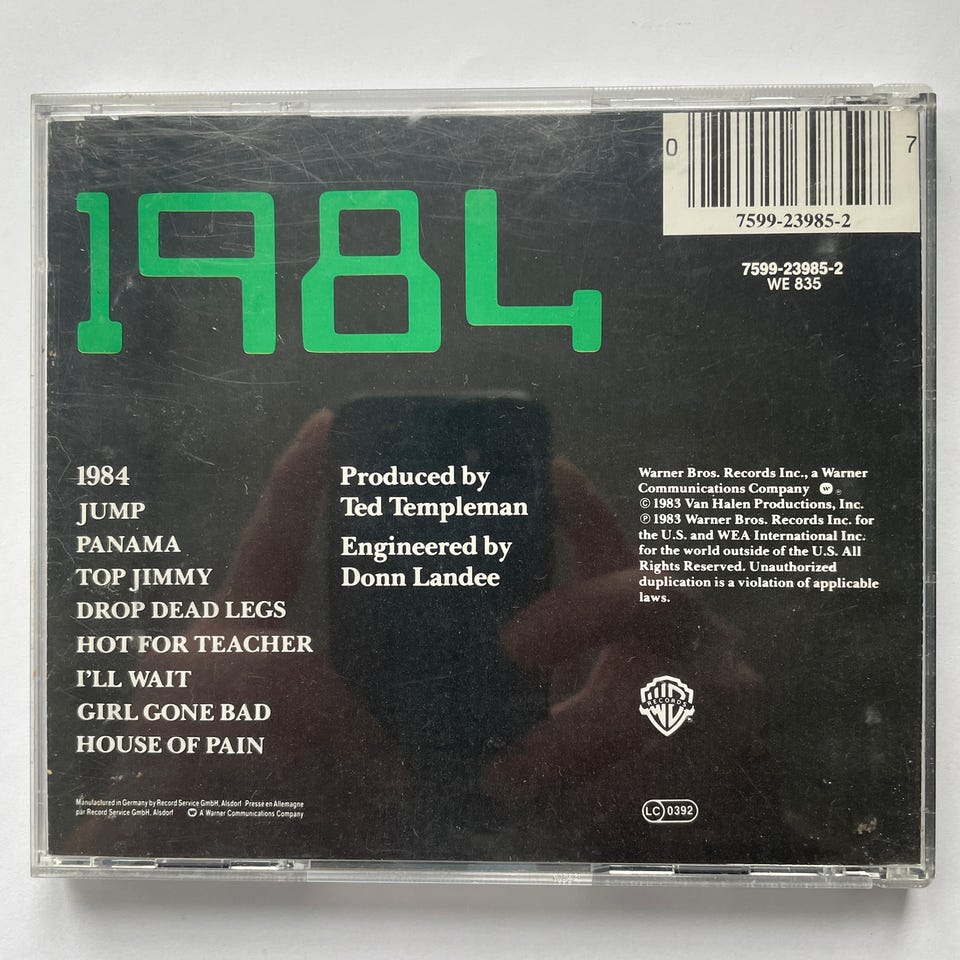 0 7
7599-23985-2
1984
7599-23985-2
WE 835
1984
JUMP
PANAMA
TOP JIMMY
DROP DEAD LEGS
HOT FOR TEACHER
I'LL WAIT
GIRL GONE BAD
HOUSE OF PAIN
Produced by
Ted Templeman
Engineered by
Donn Landee
Warner Bros. Records Inc., a Warner
Communications Company
© 1983 Van Halen Productions, Inc.
℗ 1983 Warner Bros. Records Inc. for
the U.S. and WEA International Inc.
for the world outside of the U.S. All
Rights Reserved. Unauthorized
duplication is a violation of applicable
laws.
WB
RECORDS
Manufactured in Germany by Record Service GmbH, Alsdorf Presse en Allemagne
par Record Service GmbH, Alsdorf A Warner Communications Company
LC 0392